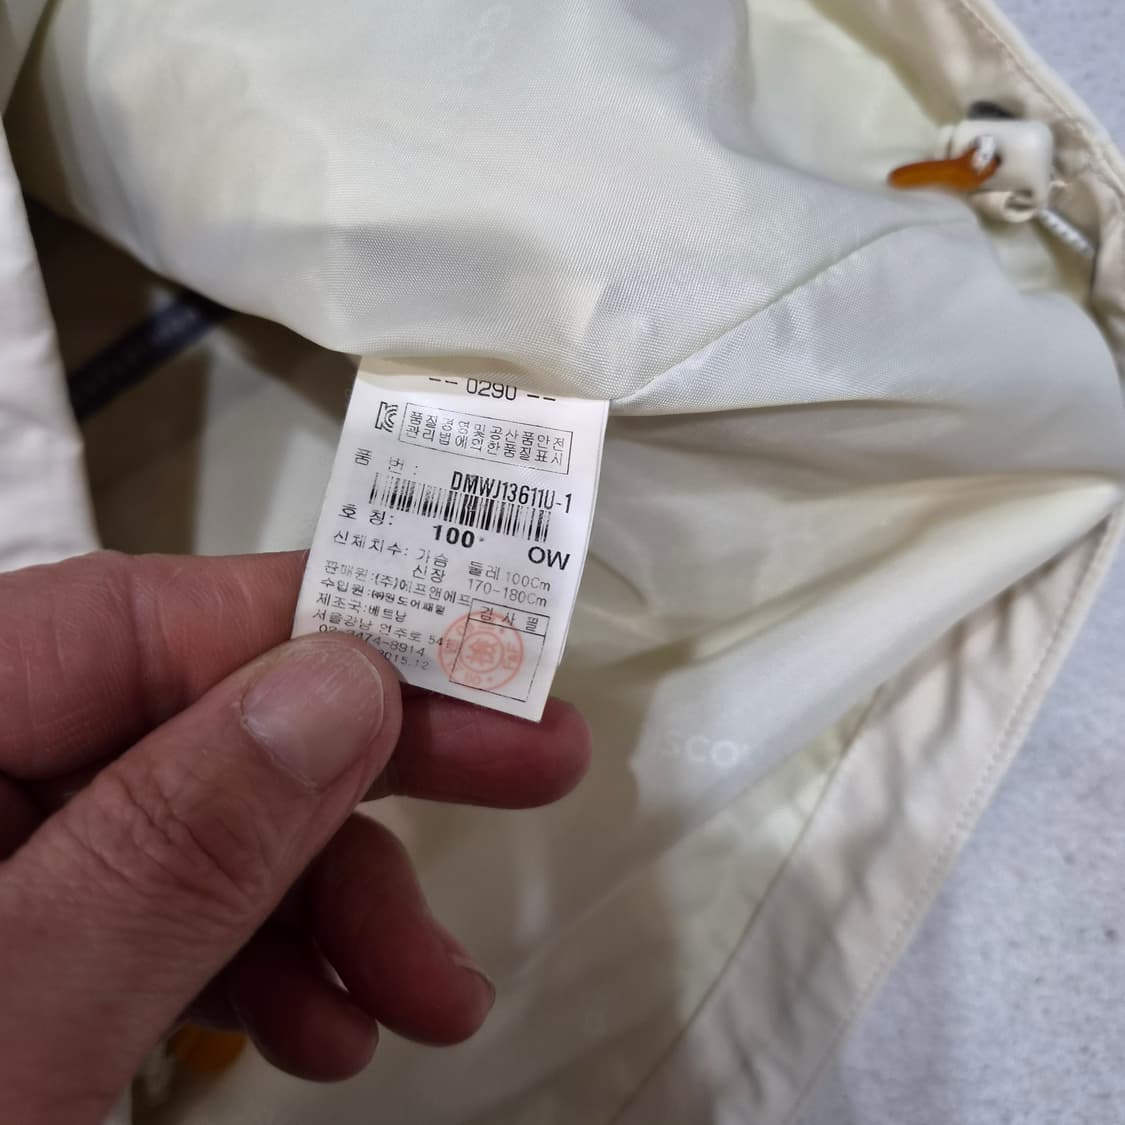 -- 0290 --
품질경영및공산품안전
관리법에의한품질표시
품 번:
DMWJ13611U-1
호 칭: 100 OW
신체치수: 가슴 둘레 100Cm
신장 170-180Cm
판매원:(주)에프앤에프
수입원:
제조국:베트남
서울강남 언주로 54
02-3474-8914
2015.12
검사필